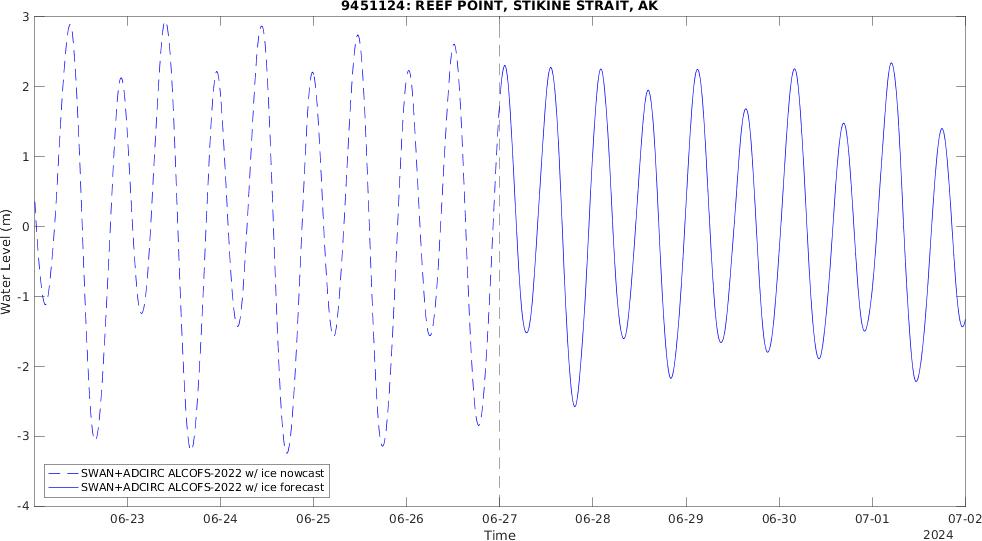 9451124: REEF POINT, STIKINE STRAIT, AK
3
2
1
0
-1
-2
-3
-4
Water Level (m)
SWAN+ADCIRC ALCOFS-2022 w/ ice nowcast
SWAN+ADCIRC ALCOFS-2022 w/ ice forecast
06-23 06-24 06-25 06-26 06-27 06-28 06-29 06-30 07-01 07-02
Time
2024